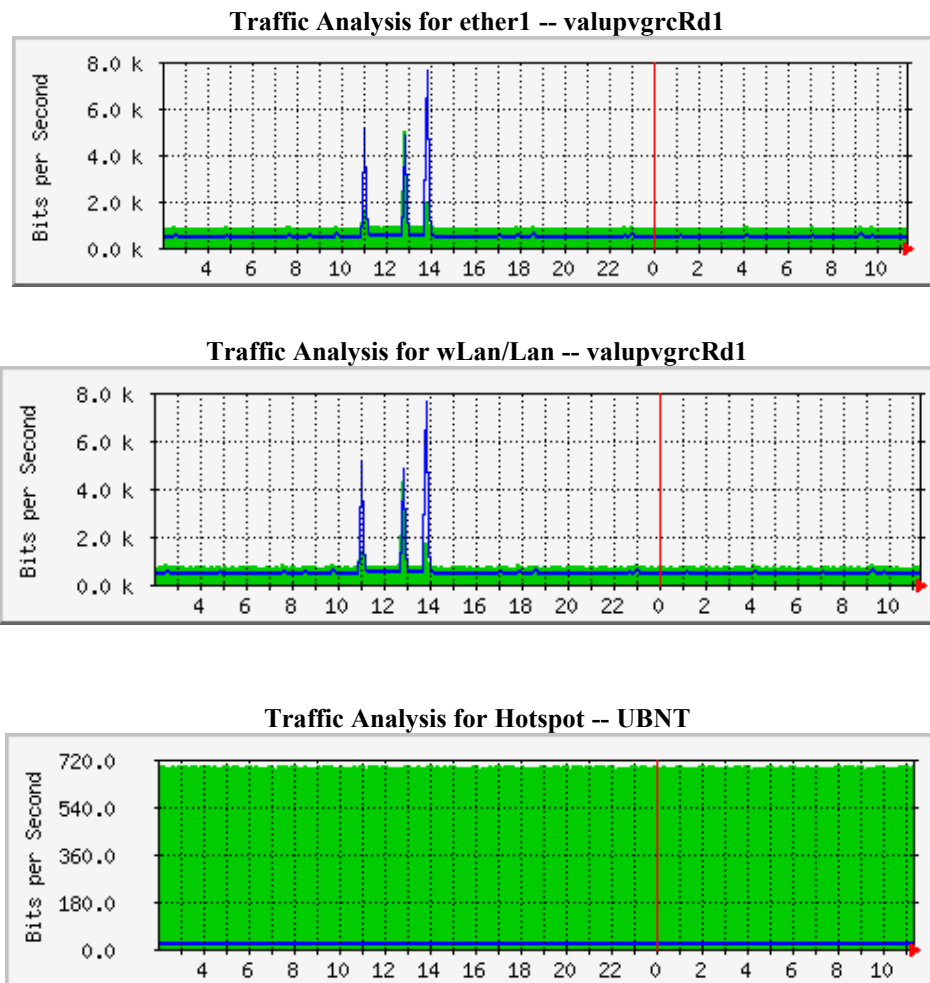 Traffic Analysis for ether1 -- valupvgrcRd1
Bits per Second
8.0 k
6.0 k
4.0 k
2.0 k
0.0 k
4 6 8 10 12 14 16 18 20 22 0 2 4 6 8 10
Traffic Analysis for wLan/Lan -- valupvgrcRd1
Bits per Second
8.0 k
6.0 k
4.0 k
2.0 k
0.0 k
4 6 8 10 12 14 16 18 20 22 0 2 4 6 8 10
Traffic Analysis for Hotspot -- UBNT
Bits per Second
720.0
540.0
360.0
180.0
0.0
4 6 8 10 12 14 16 18 20 22 0 2 4 6 8 10